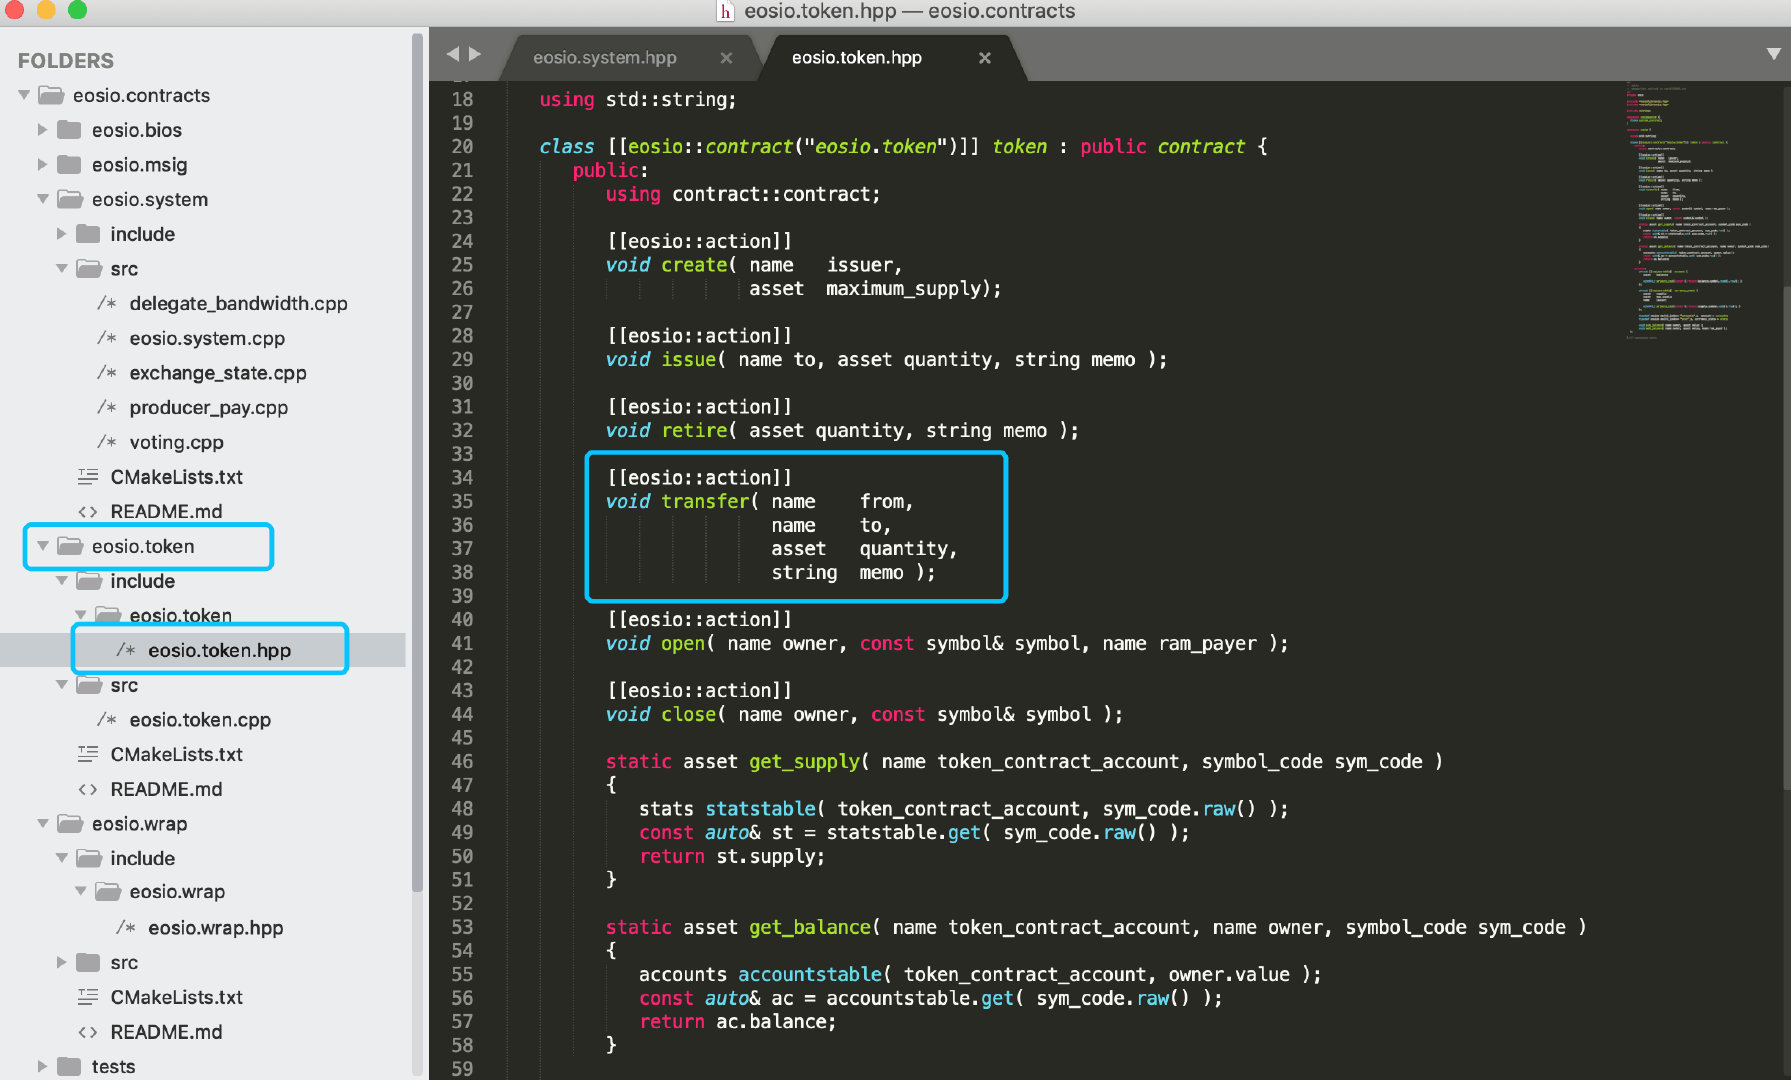 eosio.token.hpp — eosio.contracts
FOLDERS
eosio.contracts
eosio.bios
eosio.msig
eosio.system
include
src
/* delegate_bandwidth.cpp
/* eosio.system.cpp
/* exchange_state.cpp
/* producer_pay.cpp
/* voting.cpp
CMakeLists.txt
<> README.md
eosio.token
include
eosio.token
/* eosio.token.hpp
src
/* eosio.token.cpp
CMakeLists.txt
<> README.md
eosio.wrap
include
eosio.wrap
/* eosio.wrap.hpp
src
CMakeLists.txt
<> README.md
tests
eosio.system.hpp ×
eosio.token.hpp ×
18 using std::string;
19
20 class [[eosio::contract("eosio.token")]] token : public contract {
21 public:
22 using contract::contract;
23
24 [[eosio::action]]
25 void create( name   issuer,
26 asset  maximum_supply);
27
28 [[eosio::action]]
29 void issue( name to, asset quantity, string memo );
30
31 [[eosio::action]]
32 void retire( asset quantity, string memo );
33
34 [[eosio::action]]
35 void transfer( name    from,
36 name    to,
37 asset   quantity,
38 string  memo );
39
40 [[eosio::action]]
41 void open( name owner, const symbol& symbol, name ram_payer );
42
43 [[eosio::action]]
44 void close( name owner, const symbol& symbol );
45
46 static asset get_supply( name token_contract_account, symbol_code sym_code )
47 {
48 stats statstable( token_contract_account, sym_code.raw() );
49 const auto& st = statstable.get( sym_code.raw() );
50 return st.supply;
51 }
52
53 static asset get_balance( name token_contract_account, name owner, symbol_code sym_code )
54 {
55 accounts accountstable( token_contract_account, owner.value );
56 const auto& ac = accountstable.get( sym_code.raw() );
57 return ac.balance;
58 }
59